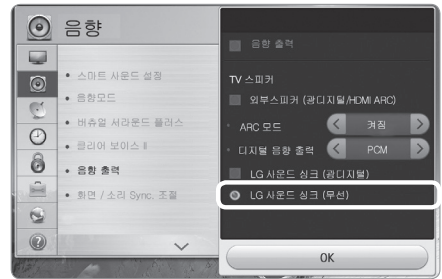 음향
• 스마트 사운드 설정
• 음향모드
• 버츄얼 서라운드 플러스
• 클리어 보이스 II
• 음향 출력
• 화면 / 소리 Sync. 조절
음향 출력
TV 스피커
외부스피커 (광디지털/HDMI ARC)
• ARC 모드 < 켜짐 >
• 디지털 음향 출력 < PCM >
LG 사운드 싱크 (광디지털)
LG 사운드 싱크 (무선)
OK